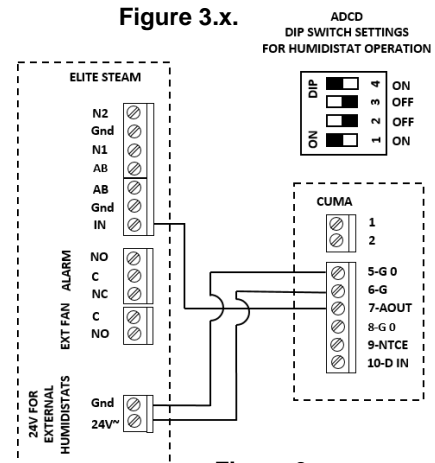 Figure 3.x.
ADCD
DIP SWITCH SETTINGS
FOR HUMIDISTAT OPERATION
DIP
ON
4 ON
3 OFF
2 OFF
1 ON
ELITE STEAM
N2
Gnd
N1
AB
AB
Gnd
IN
ALARM
NO
C
NC
EXT FAN
C
NO
24V FOR
EXTERNAL
HUMIDISTATS
Gnd
24V~
CUMA
1
2
5-G 0
6-G
7-AOUT
8-G 0
9-NTCE
10-D IN